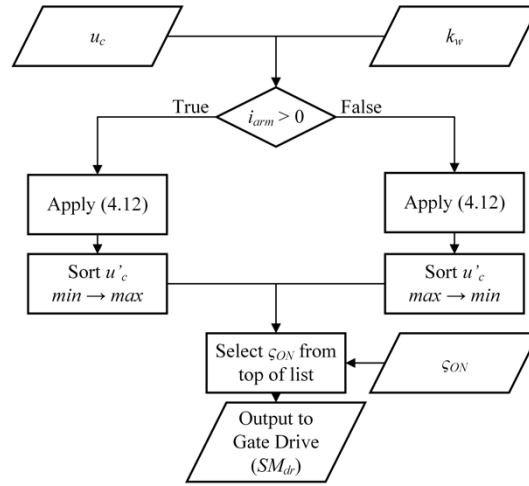 u_c
k_w
True
i_arm > 0
False
Apply (4.12)
Apply (4.12)
Sort u'_c
min → max
Sort u'_c
max → min
Select ς_ON from
top of list
ς_ON
Output to
Gate Drive
(SM_dr)